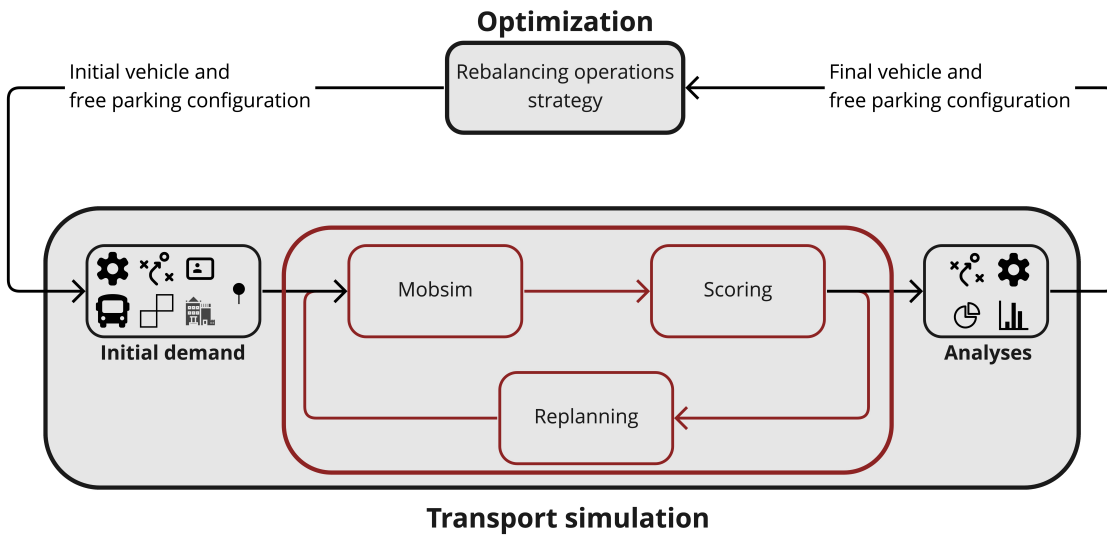 Optimization
Initial vehicle and
free parking configuration
Rebalancing operations
strategy
Final vehicle and
free parking configuration
Mobsim
Scoring
Initial demand
Analyses
Replanning
Transport simulation